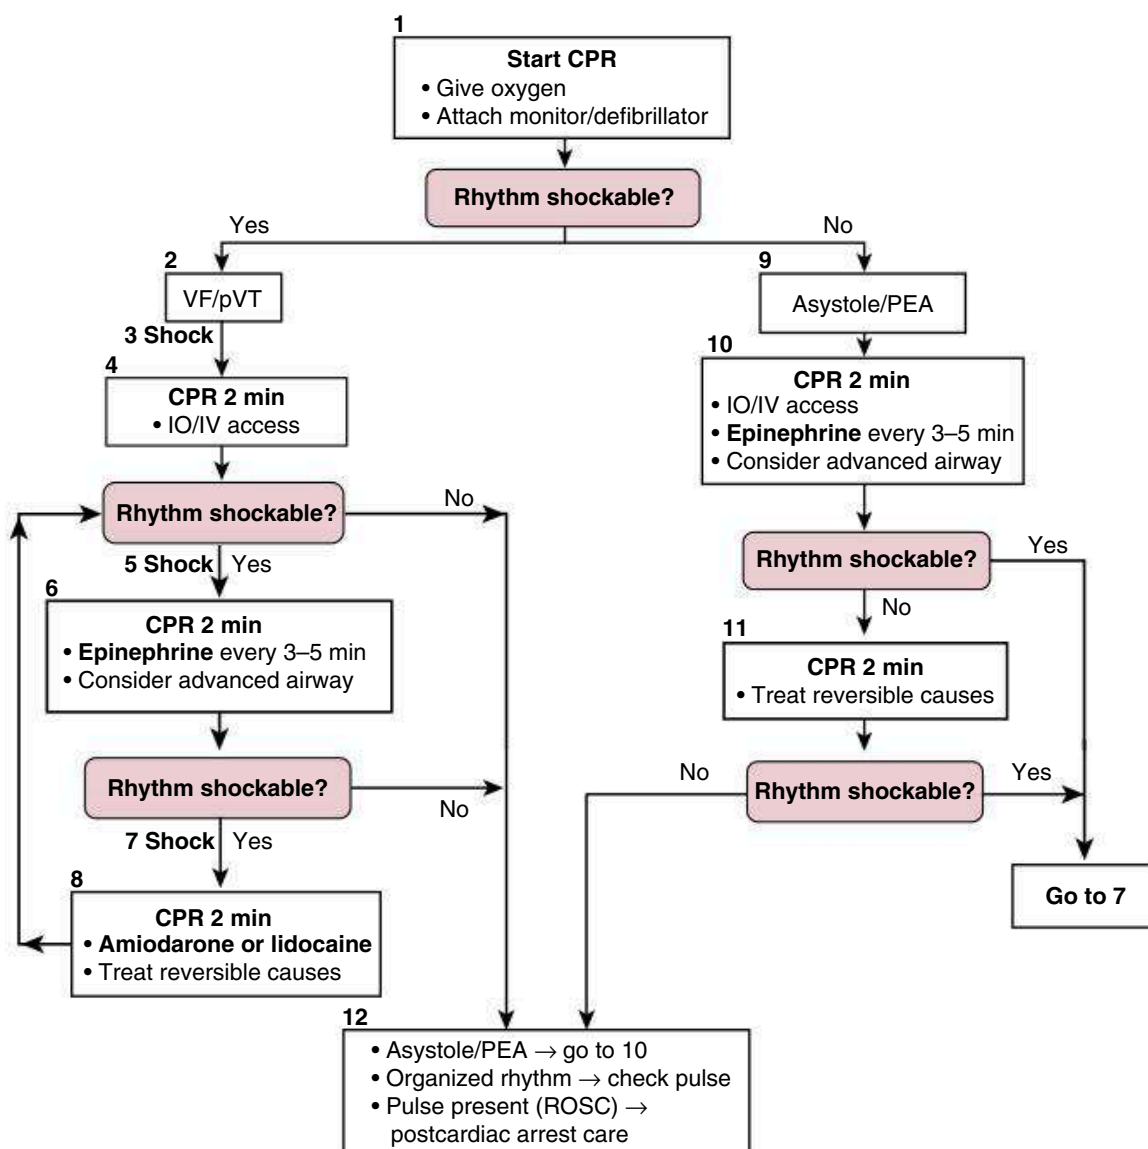 1
Start CPR
• Give oxygen
• Attach monitor/defibrillator
Rhythm shockable?
Yes
No
2
VF/pVT
3 Shock
4
CPR 2 min
• IO/IV access
Rhythm shockable?
No
5 Shock Yes
6
CPR 2 min
• Epinephrine every 3–5 min
• Consider advanced airway
Rhythm shockable?
No
7 Shock Yes
8
CPR 2 min
• Amiodarone or lidocaine
• Treat reversible causes
9
Asystole/PEA
10
CPR 2 min
• IO/IV access
• Epinephrine every 3–5 min
• Consider advanced airway
Rhythm shockable?
Yes
No
11
CPR 2 min
• Treat reversible causes
No
Rhythm shockable?
Yes
Go to 7
12
• Asystole/PEA → go to 10
• Organized rhythm → check pulse
• Pulse present (ROSC) →
postcardiac arrest care